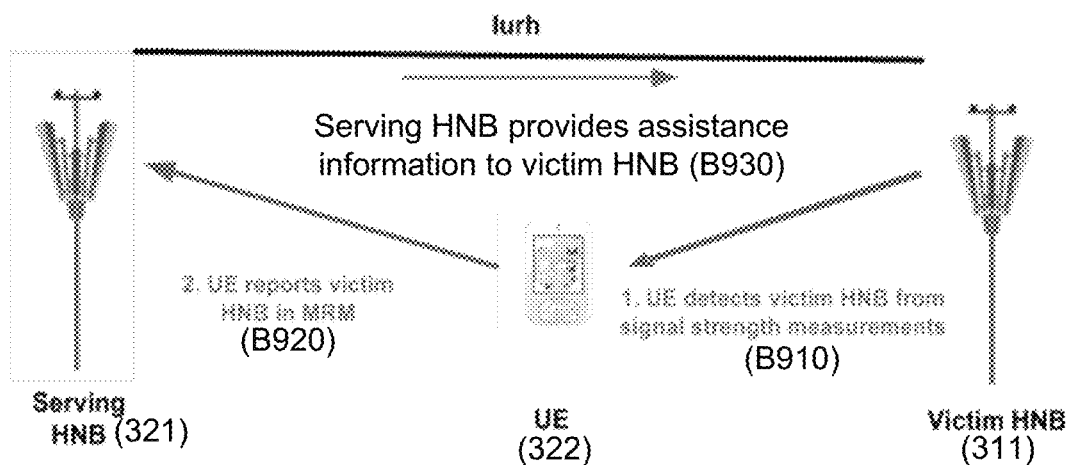 Iurh
Serving HNB provides assistance
information to victim HNB (B930)
2. UE reports victim
HNB in MRM
(B920)
1. UE detects victim HNB from
signal strength measurements
(B910)
Serving
HNB (321)
UE
(322)
Victim HNB
(311)